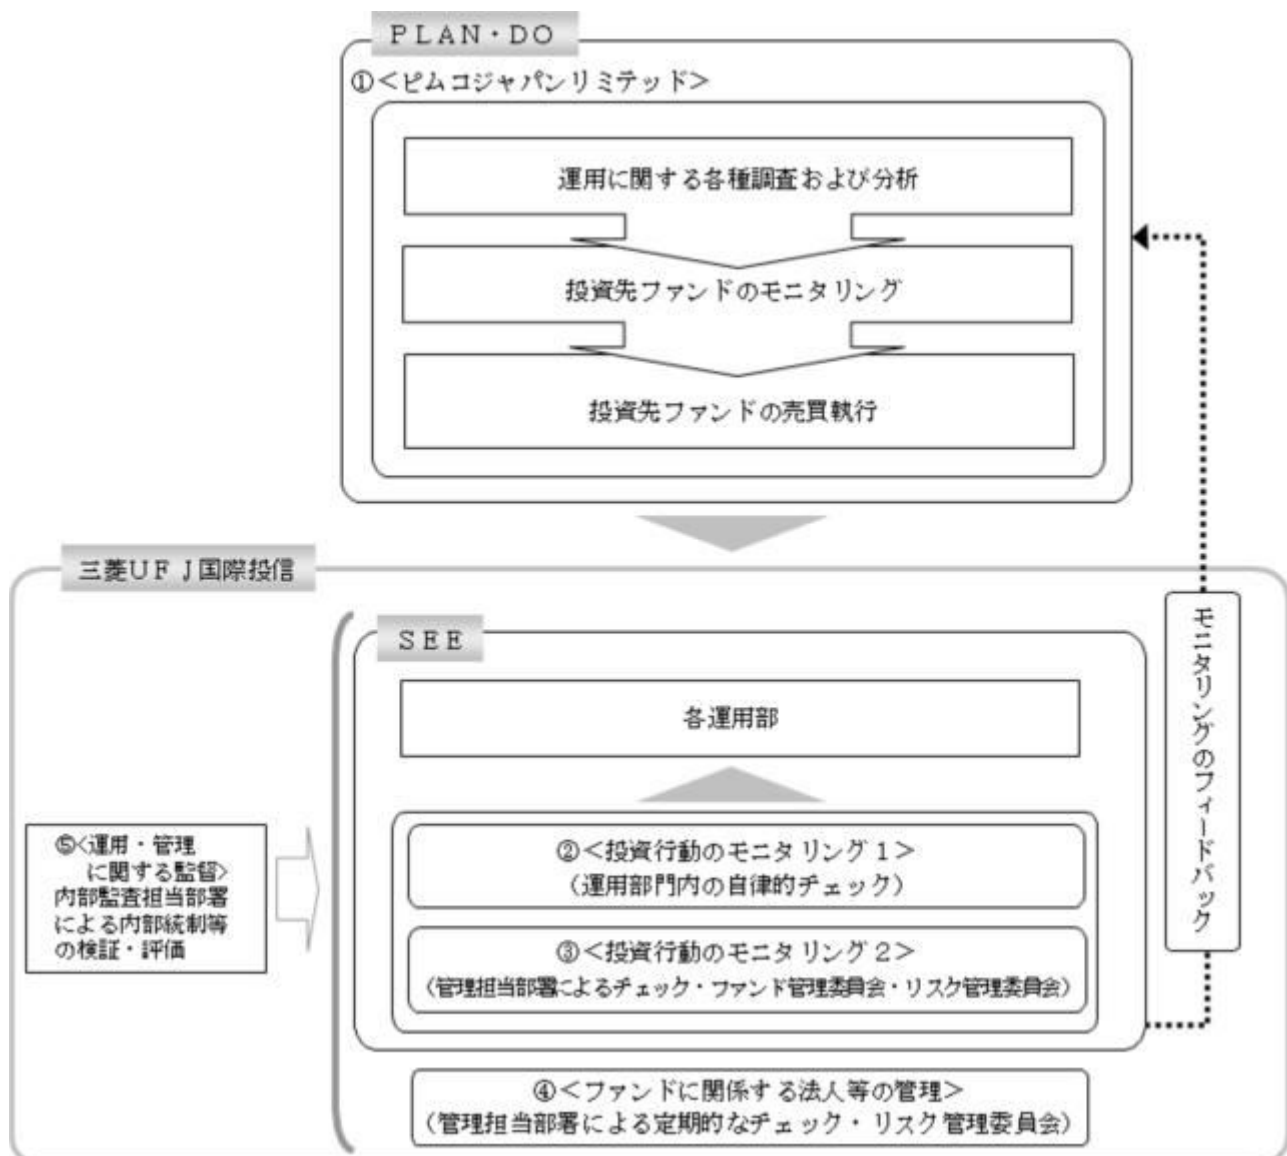 ＰＬＡＮ・ＤＯ
①＜ピムコジャパンリミテッド＞
運用に関する各種調査および分析
投資先ファンドのモニタリング
投資先ファンドの売買執行
三菱ＵＦＪ国際投信
ＳＥＥ
各運用部
②＜投資行動のモニタリング１＞
（運用部門内の自律的チェック）
③＜投資行動のモニタリング２＞
（管理担当部署によるチェック・ファンド管理委員会・リスク管理委員会）
④＜ファンドに関係する法人等の管理＞
（管理担当部署による定期的なチェック・リスク管理委員会）
⑤＜運用・管理
に関する監督＞
内部監査担当部署
による内部統制等
の検証・評価
モニタリングのフィードバック